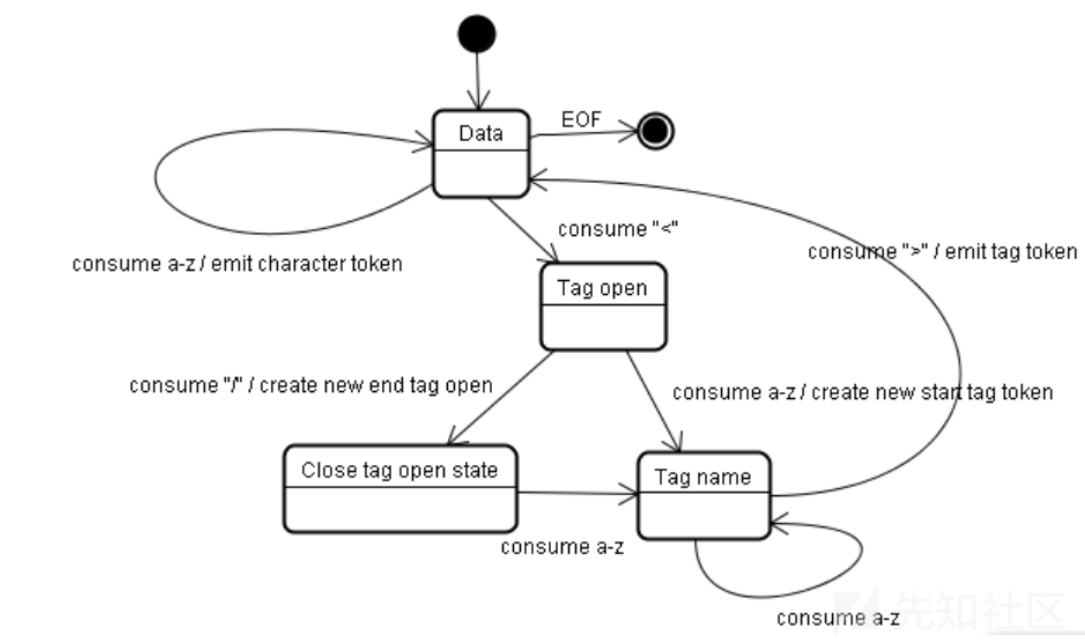 EOF
Data
consume "<"
consume ">" / emit tag token
consume a-z / emit character token
Tag open
consume "/" / create new end tag open
consume a-z / create new start tag token
Close tag open state
Tag name
consume a-z
consume a-z
先知社区